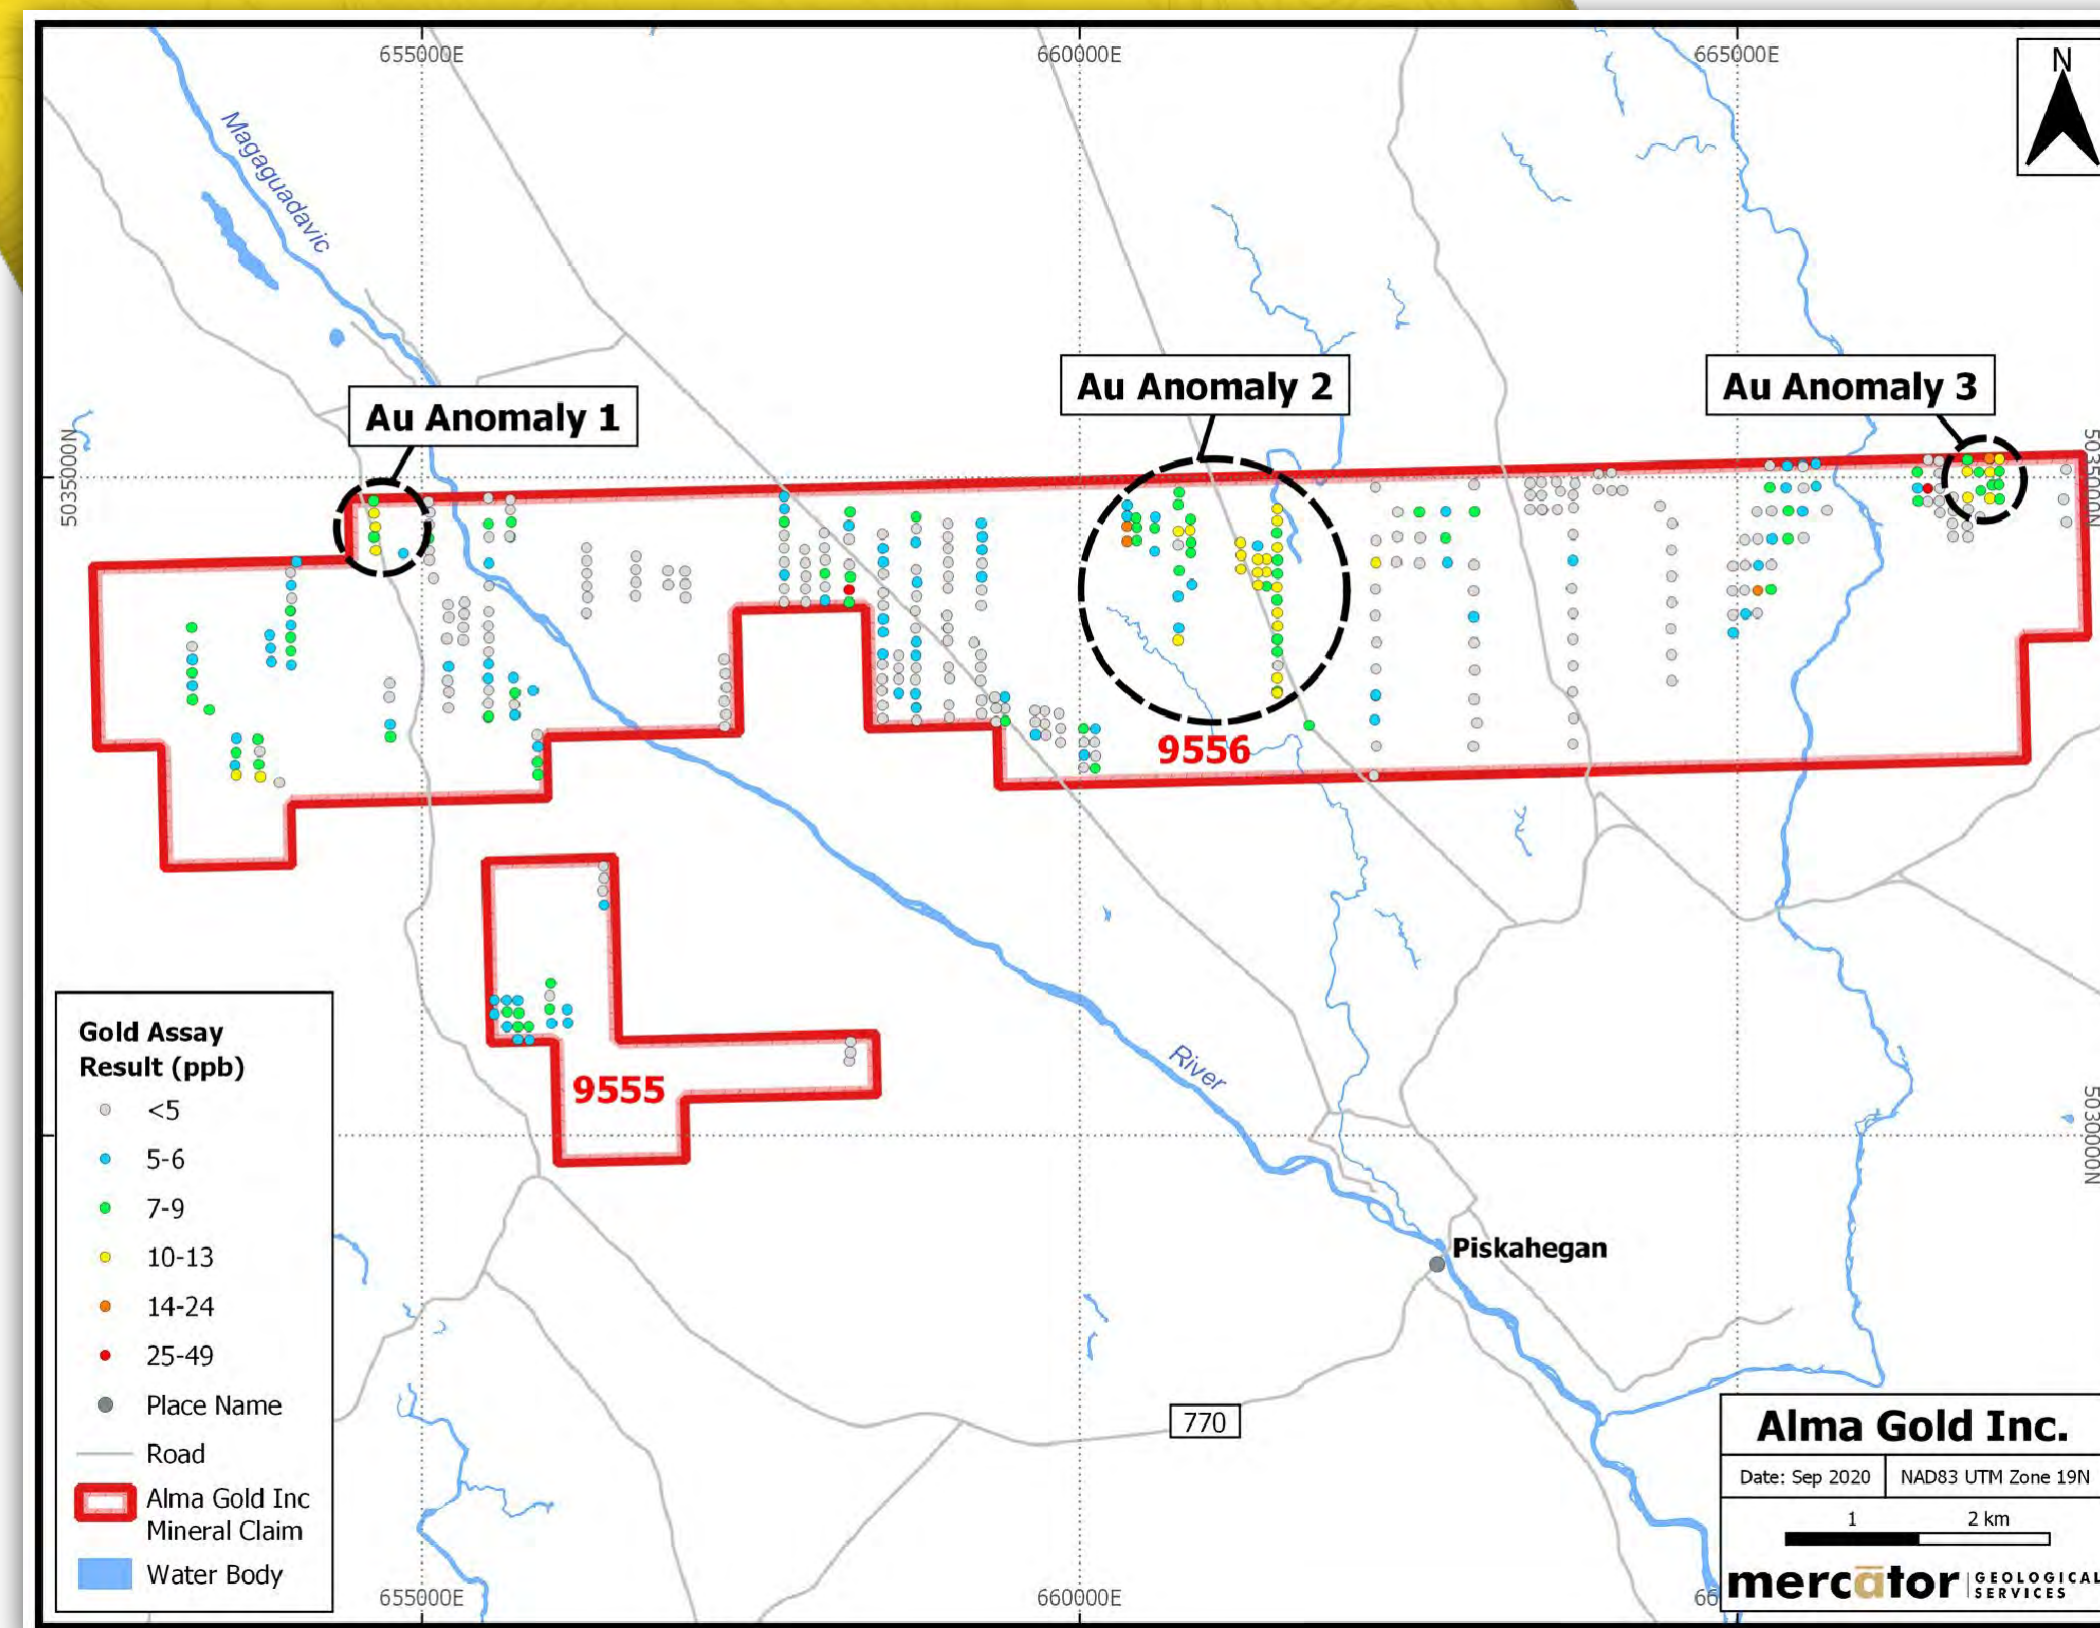 655000E
660000E
665000E
N
Magaguadavic
Au Anomaly 1
Au Anomaly 2
Au Anomaly 3
5035000N
5035000N
9556
9555
River
5030000N
Piskahegan
770
Gold Assay
Result (ppb)
<5
5-6
7-9
10-13
14-24
25-49
Place Name
Road
Alma Gold Inc
Mineral Claim
Water Body
655000E
660000E
66
Alma Gold Inc.
Date: Sep 2020
NAD83 UTM Zone 19N
1
2 km
mercator
GEOLOGICAL
SERVICES